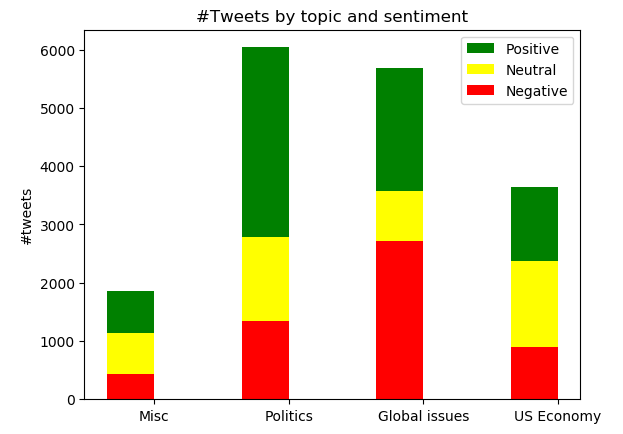 #Tweets by topic and sentiment
Positive
Neutral
Negative
6000
5000
4000
3000
2000
1000
0
#tweets
Misc
Politics
Global issues
US Economy